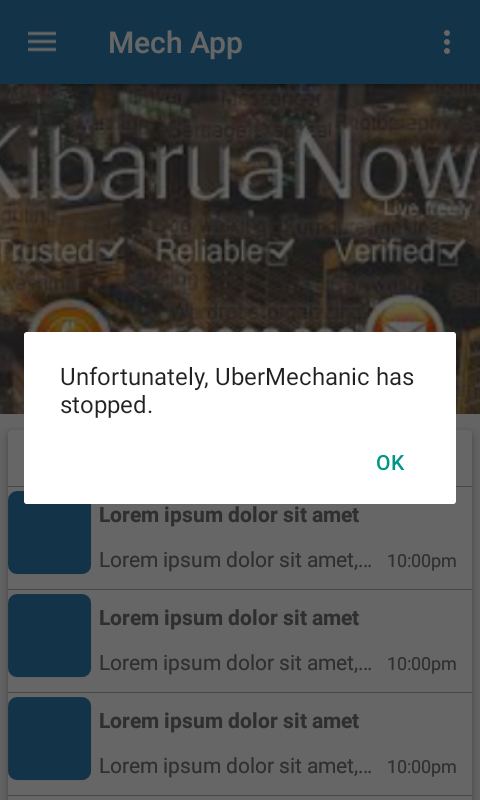 Mech App
KibaruaNow
Live freely
Trusted
Reliable
Verified
Unfortunately, UberMechanic has
stopped.
OK
Lorem ipsum dolor sit amet
Lorem ipsum dolor sit amet,... 10:00pm
Lorem ipsum dolor sit amet
Lorem ipsum dolor sit amet,... 10:00pm
Lorem ipsum dolor sit amet
Lorem ipsum dolor sit amet,... 10:00pm